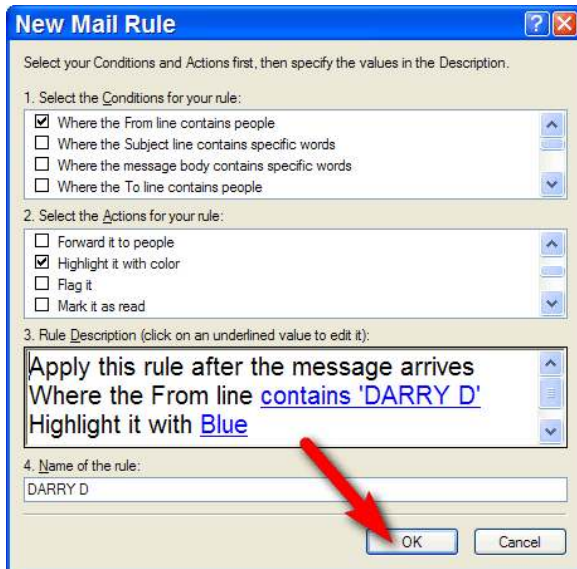 New Mail Rule
Select your Conditions and Actions first, then specify the values in the Description.
1. Select the Conditions for your rule:
Where the From line contains people
Where the Subject line contains specific words
Where the message body contains specific words
Where the To line contains people
2. Select the Actions for your rule:
Forward it to people
Highlight it with color
Flag it
Mark it as read
3. Rule Description (click on an underlined value to edit it):
Apply this rule after the message arrives
Where the From line contains 'DARRY D'
Highlight it with Blue
4. Name of the rule:
DARRY D
OK Cancel